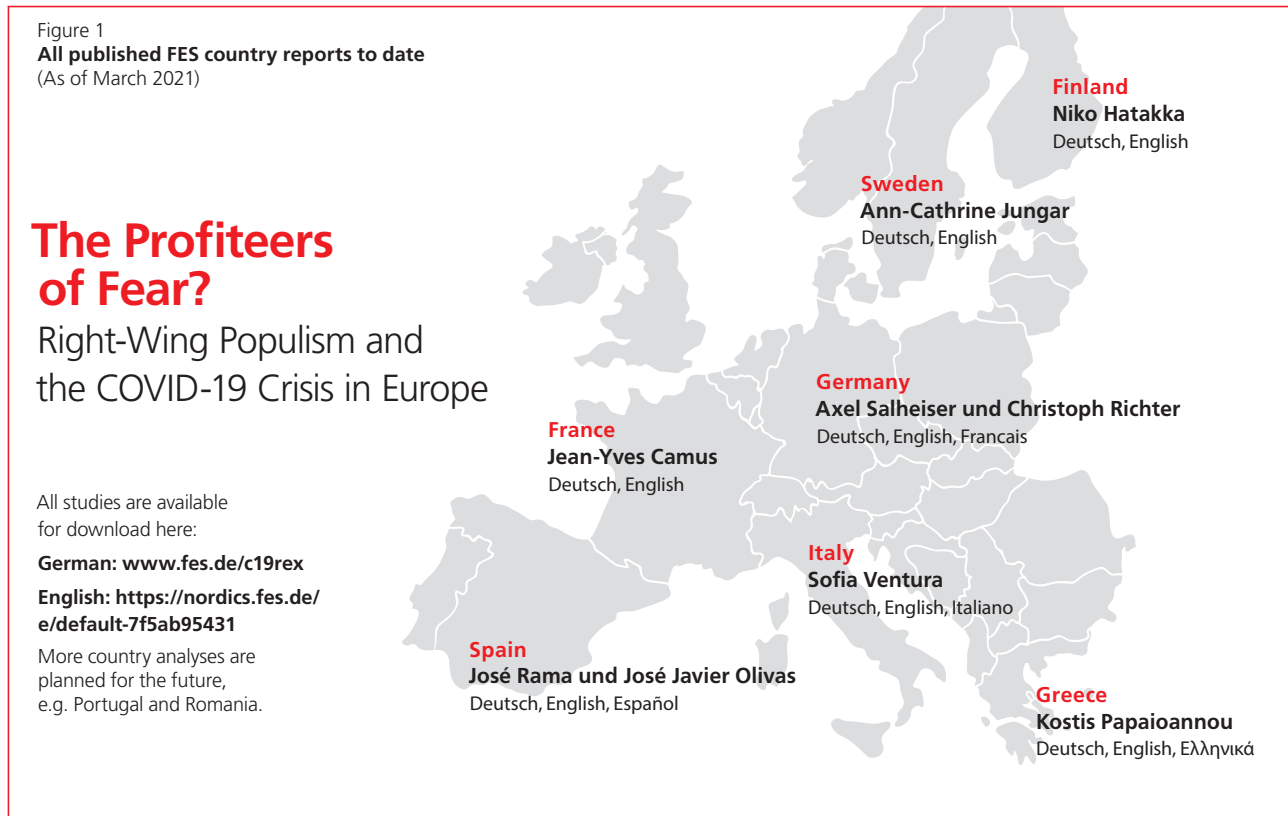 Figure 1
All published FES country reports to date
(As of March 2021)
The Profiteers
of Fear?
Right-Wing Populism and
the COVID-19 Crisis in Europe
All studies are available
for download here:
German: www.fes.de/c19rex
English: https://nordics.fes.de/
e/default-7f5ab95431
More country analyses are
planned for the future,
e.g. Portugal and Romania.
Finland
Niko Hatakka
Deutsch, English
Sweden
Ann-Cathrine Jungar
Deutsch, English
Germany
Axel Salheiser und Christoph Richter
Deutsch, English, Francais
France
Jean-Yves Camus
Deutsch, English
Italy
Sofia Ventura
Deutsch, English, Italiano
Spain
José Rama und José Javier Olivas
Deutsch, English, Español
Greece
Kostis Papaioannou
Deutsch, English, Ελληνικά